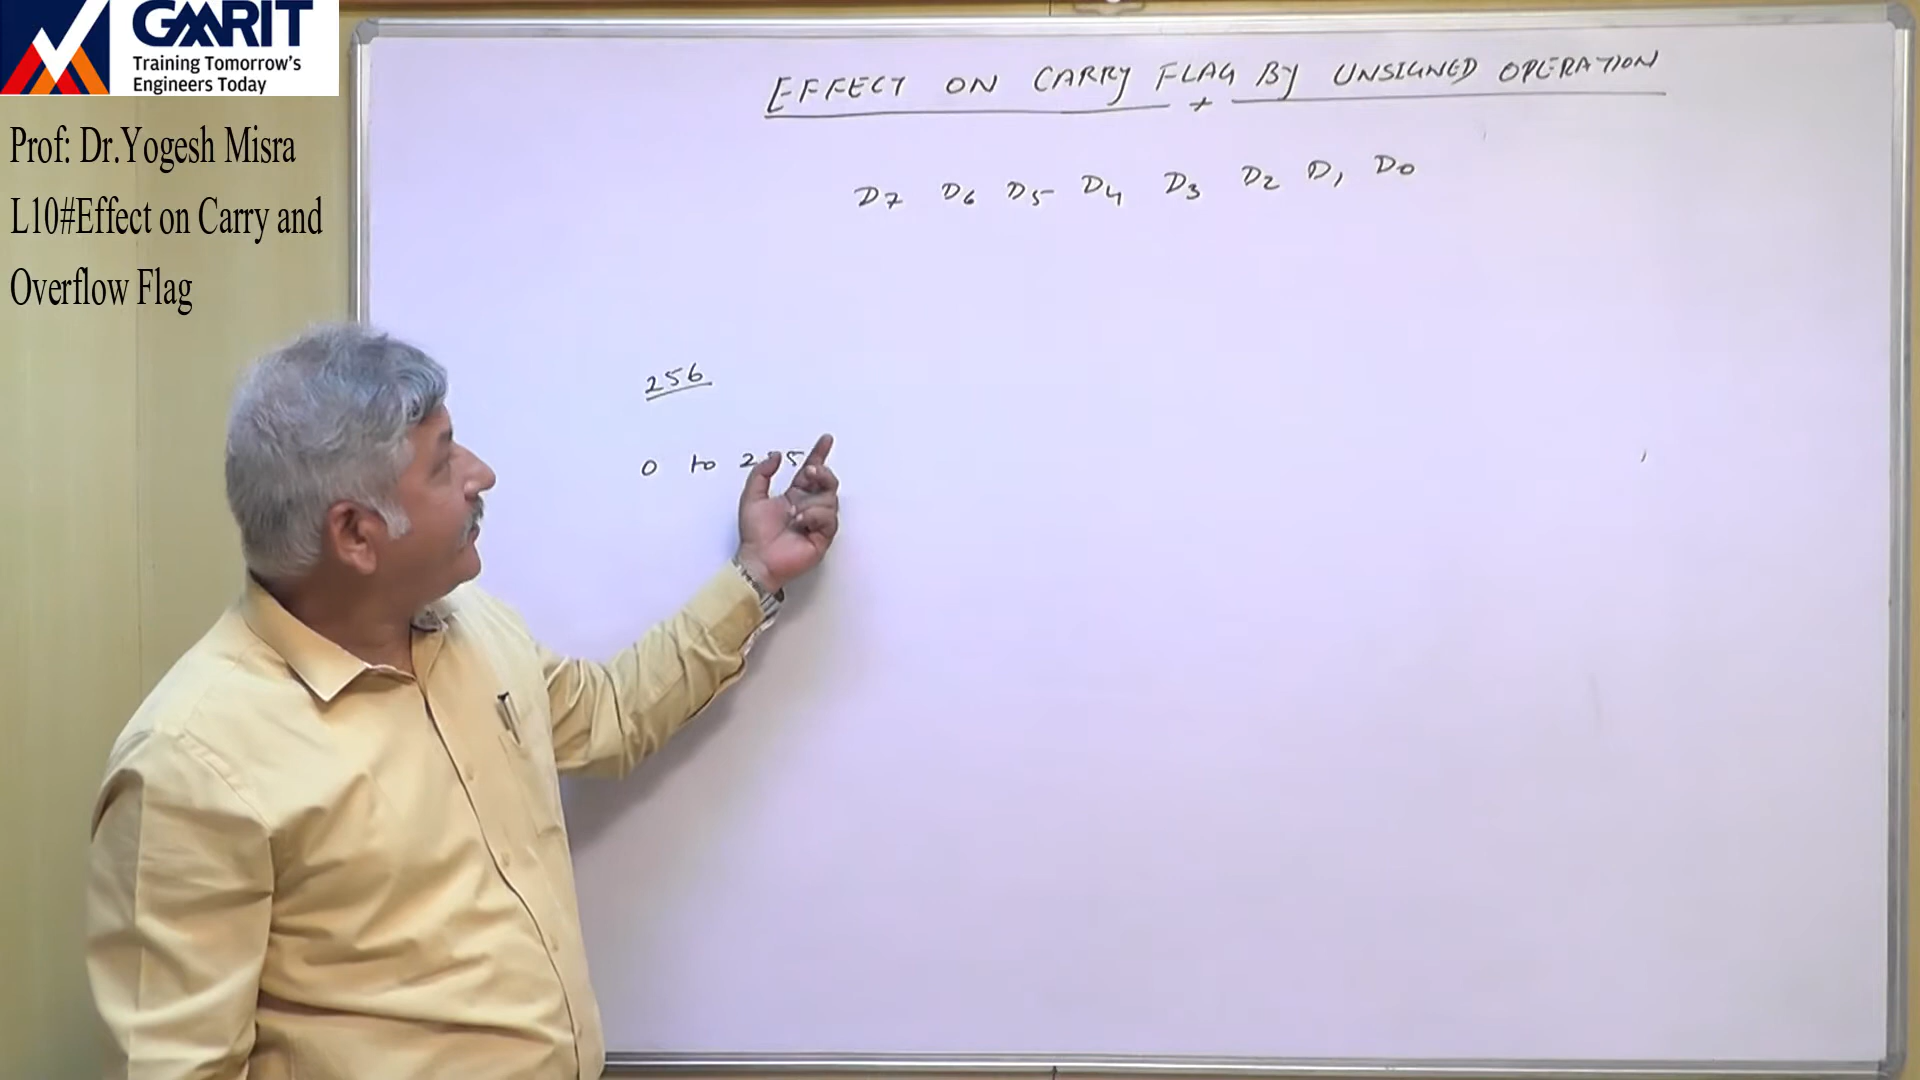 GMRIT
Training Tomorrow's
Engineers Today
Prof: Dr.Yogesh Misra
L10#Effect on Carry and
Overflow Flag
EFFECT ON CARRY FLAG BY UNSIGNED OPERATION
D7 D6 D5 D4 D3 D2 D1 D0
256
0 to 255